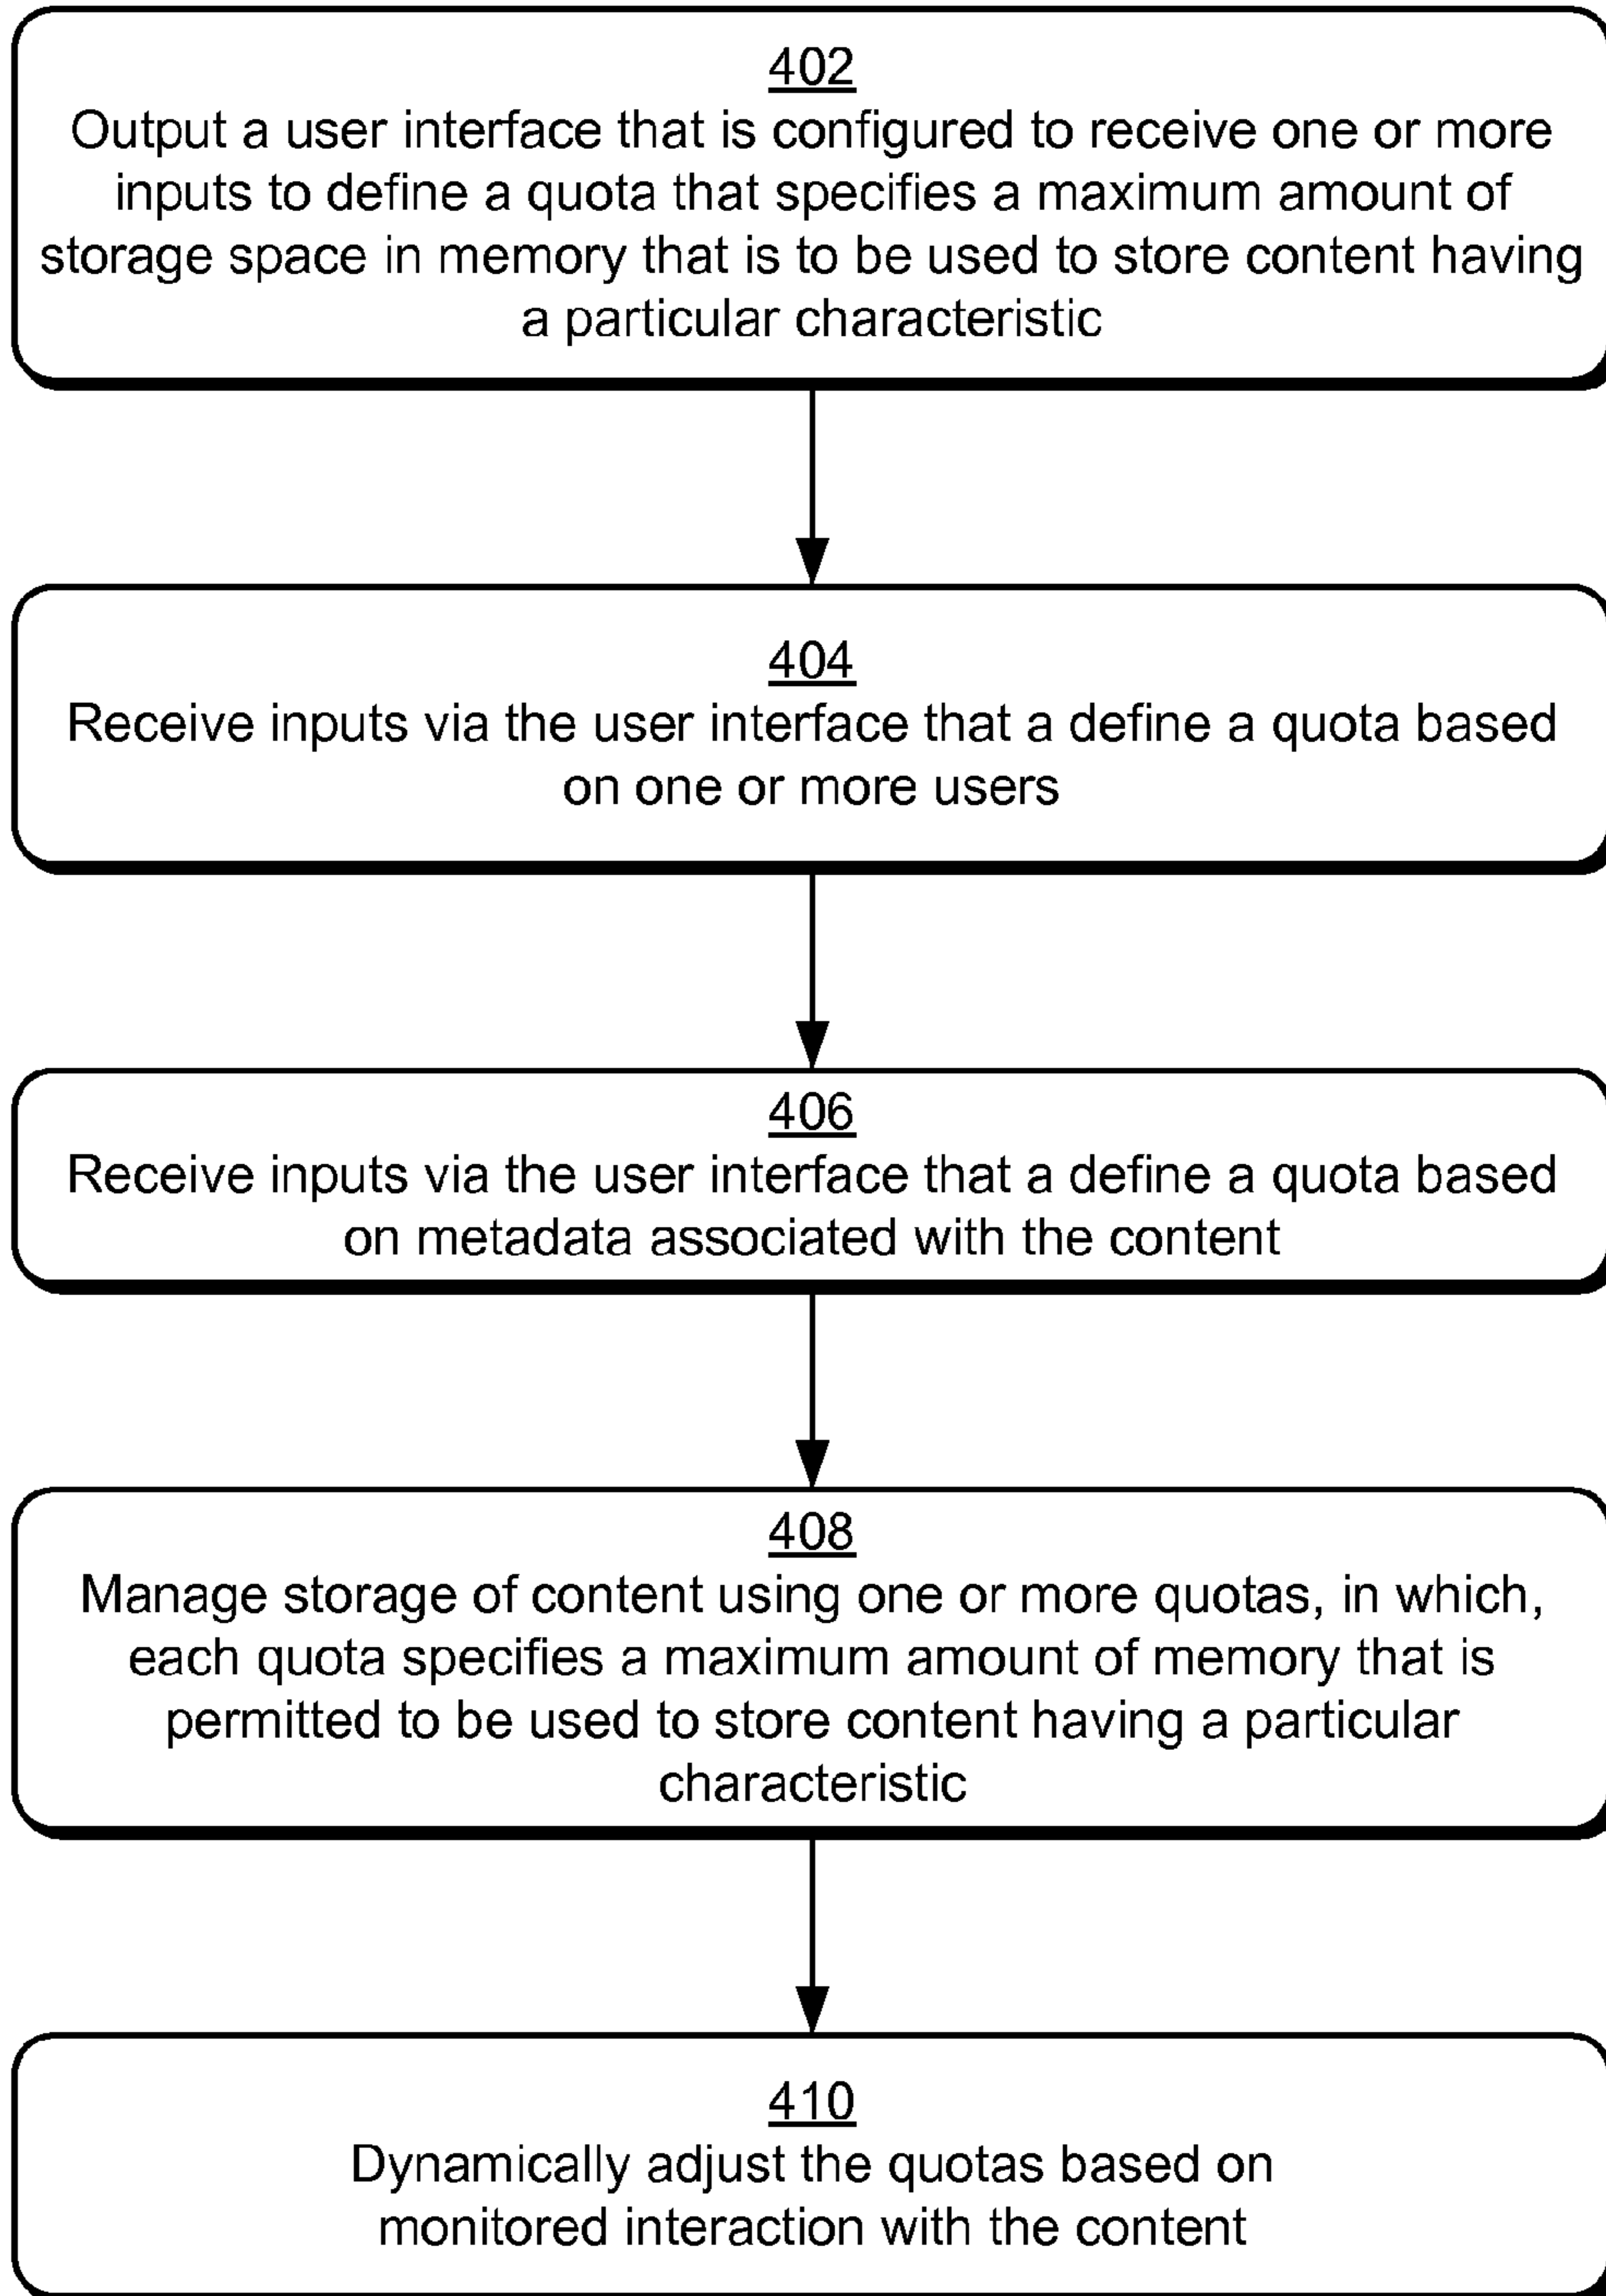 402
Output a user interface that is configured to receive one or more
inputs to define a quota that specifies a maximum amount of
storage space in memory that is to be used to store content having
a particular characteristic
404
Receive inputs via the user interface that a define a quota based
on one or more users
406
Receive inputs via the user interface that a define a quota based
on metadata associated with the content
408
Manage storage of content using one or more quotas, in which,
each quota specifies a maximum amount of memory that is
permitted to be used to store content having a particular
characteristic
410
Dynamically adjust the quotas based on
monitored interaction with the content